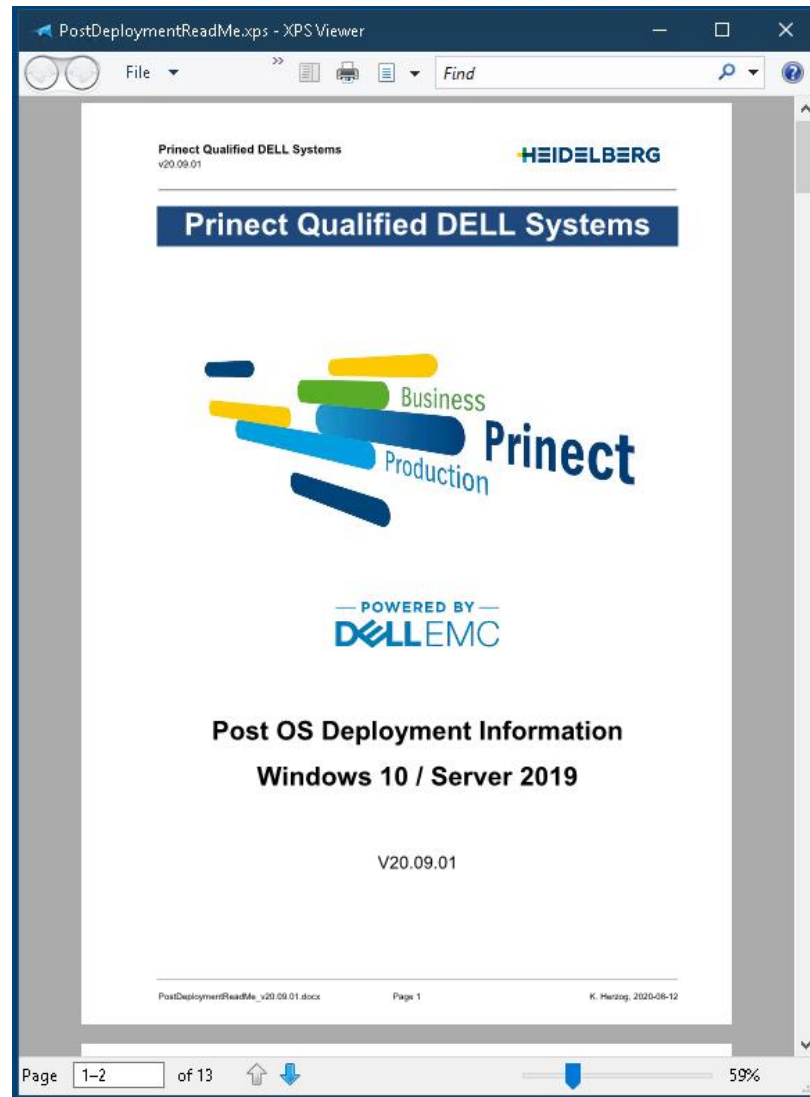 PostDeploymentReadMe.xps - XPS Viewer
File
Find
Prinect Qualified DELL Systems
v20.09.01
HEIDELBERG
Prinect Qualified DELL Systems
Business
Prinect
Production
POWERED BY
DELLEMC
Post OS Deployment Information
Windows 10 / Server 2019
V20.09.01
PostDeploymentReadMe_v20.09.01.docx Page 1 K. Herzog, 2020-08-12
Page 1–2 of 13 59%